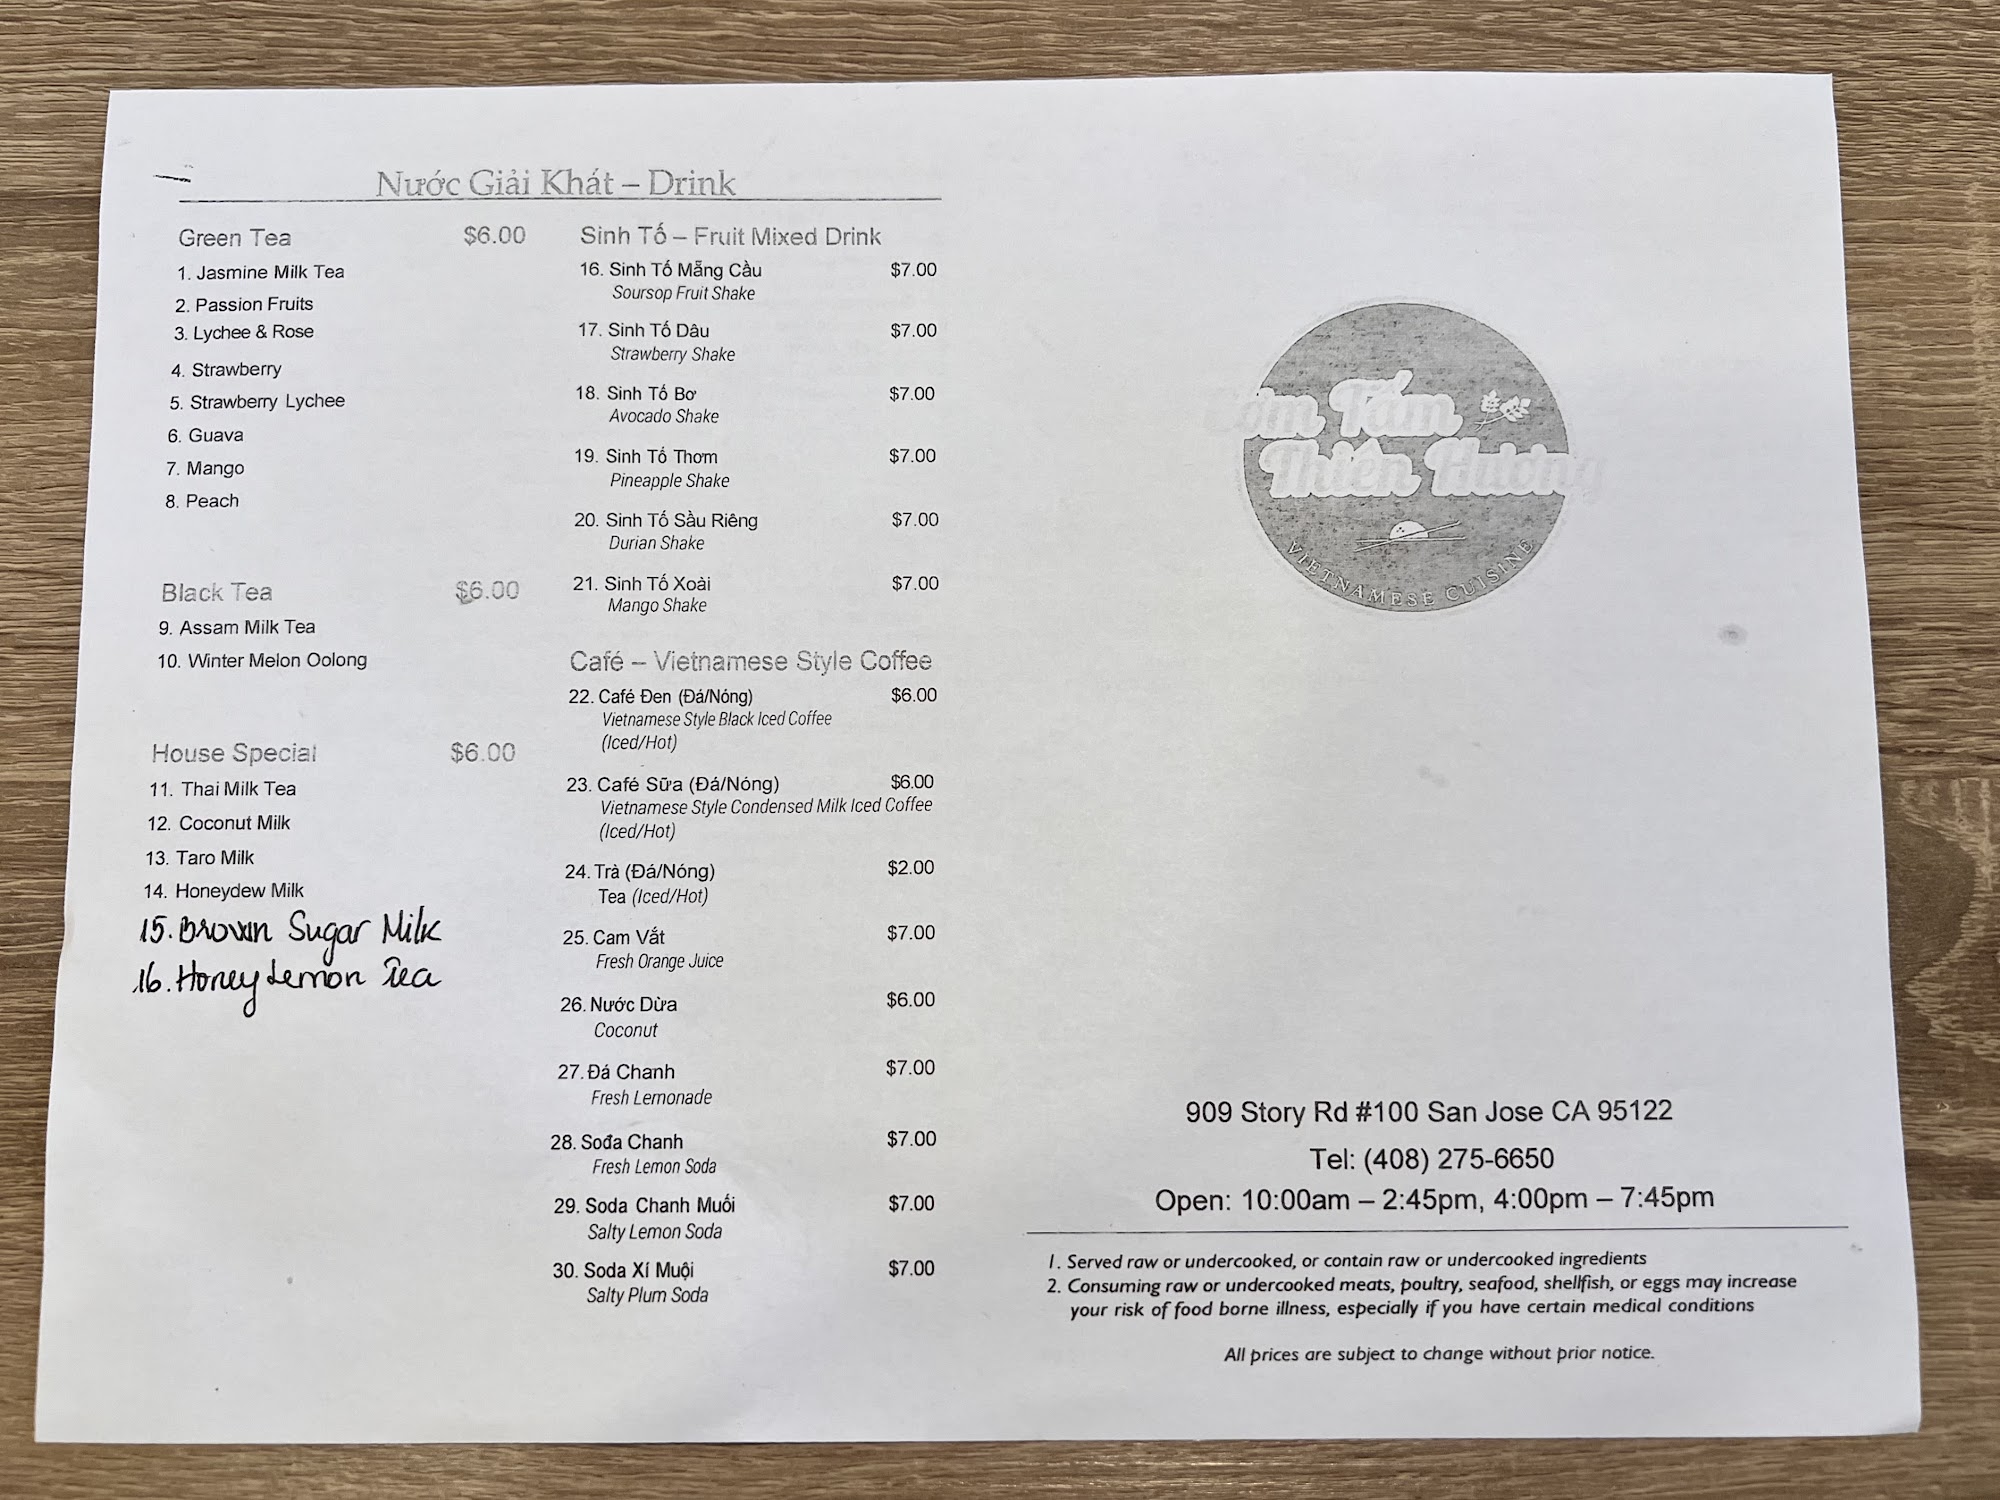 Nước Giải Khát – Drink
Green Tea $6.00
1. Jasmine Milk Tea
2. Passion Fruits
3. Lychee & Rose
4. Strawberry
5. Strawberry Lychee
6. Guava
7. Mango
8. Peach
Black Tea $6.00
9. Assam Milk Tea
10. Winter Melon Oolong
House Special $6.00
11. Thai Milk Tea
12. Coconut Milk
13. Taro Milk
14. Honeydew Milk
15. Brown Sugar Milk
16. Honey Lemon Tea
Sinh Tố – Fruit Mixed Drink
16. Sinh Tố Mẵng Cầu $7.00
Soursop Fruit Shake
17. Sinh Tố Dâu $7.00
Strawberry Shake
18. Sinh Tố Bơ $7.00
Avocado Shake
19. Sinh Tố Thơm $7.00
Pineapple Shake
20. Sinh Tố Sầu Riêng $7.00
Durian Shake
21. Sinh Tố Xoài $7.00
Mango Shake
Café – Vietnamese Style Coffee
22. Café Đen (Đá/Nóng) $6.00
Vietnamese Style Black Iced Coffee
(Iced/Hot)
23. Café Sữa (Đá/Nóng) $6.00
Vietnamese Style Condensed Milk Iced Coffee
(Iced/Hot)
24. Trà (Đá/Nóng) $2.00
Tea (Iced/Hot)
25. Cam Vắt $7.00
Fresh Orange Juice
26. Nước Dừa $6.00
Coconut
27. Đá Chanh $7.00
Fresh Lemonade
28. Sođa Chanh $7.00
Fresh Lemon Soda
29. Soda Chanh Muối $7.00
Salty Lemon Soda
30. Soda Xí Muội $7.00
Salty Plum Soda
Cơm Tấm
Thiên Hương
VIETNAMESE CUISINE
909 Story Rd #100 San Jose CA 95122
Tel: (408) 275-6650
Open: 10:00am – 2:45pm, 4:00pm – 7:45pm
1. Served raw or undercooked, or contain raw or undercooked ingredients
2. Consuming raw or undercooked meats, poultry, seafood, shellfish, or eggs may increase
your risk of food borne illness, especially if you have certain medical conditions
All prices are subject to change without prior notice.